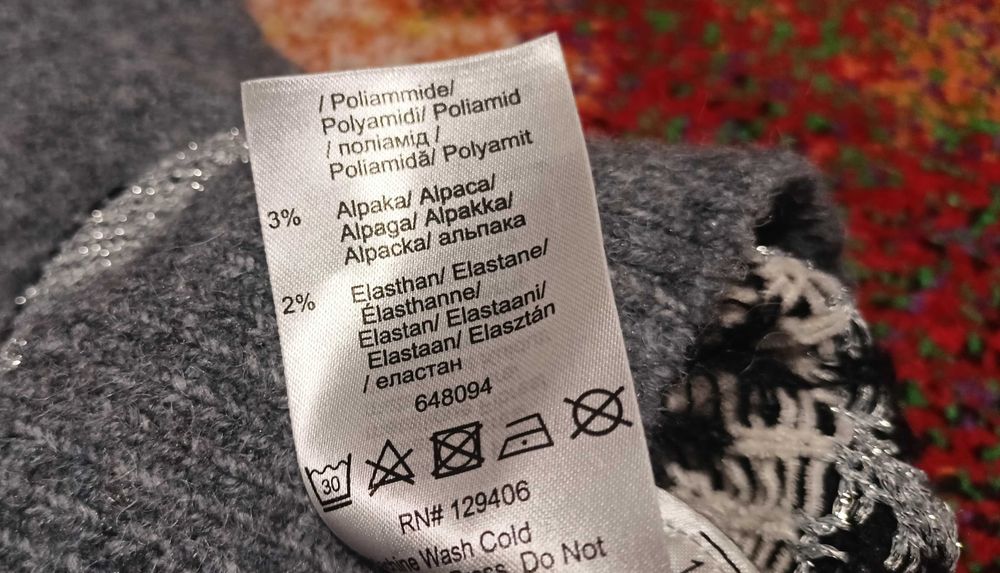 / Poliammide/
Polyamidi/ Poliamid
/ поліамід /
Poliamidă/ Polyamit
3% Alpaka/ Alpaca/
Alpaga/ Alpakka/
Alpacka/ альпака
2% Elasthan/ Elastane/
Élasthanne/
Elastan/ Elastaani/
Elastaan/ Elasztán
/ еластан
648094
30
RN# 129406
Wash Cold
Do Not